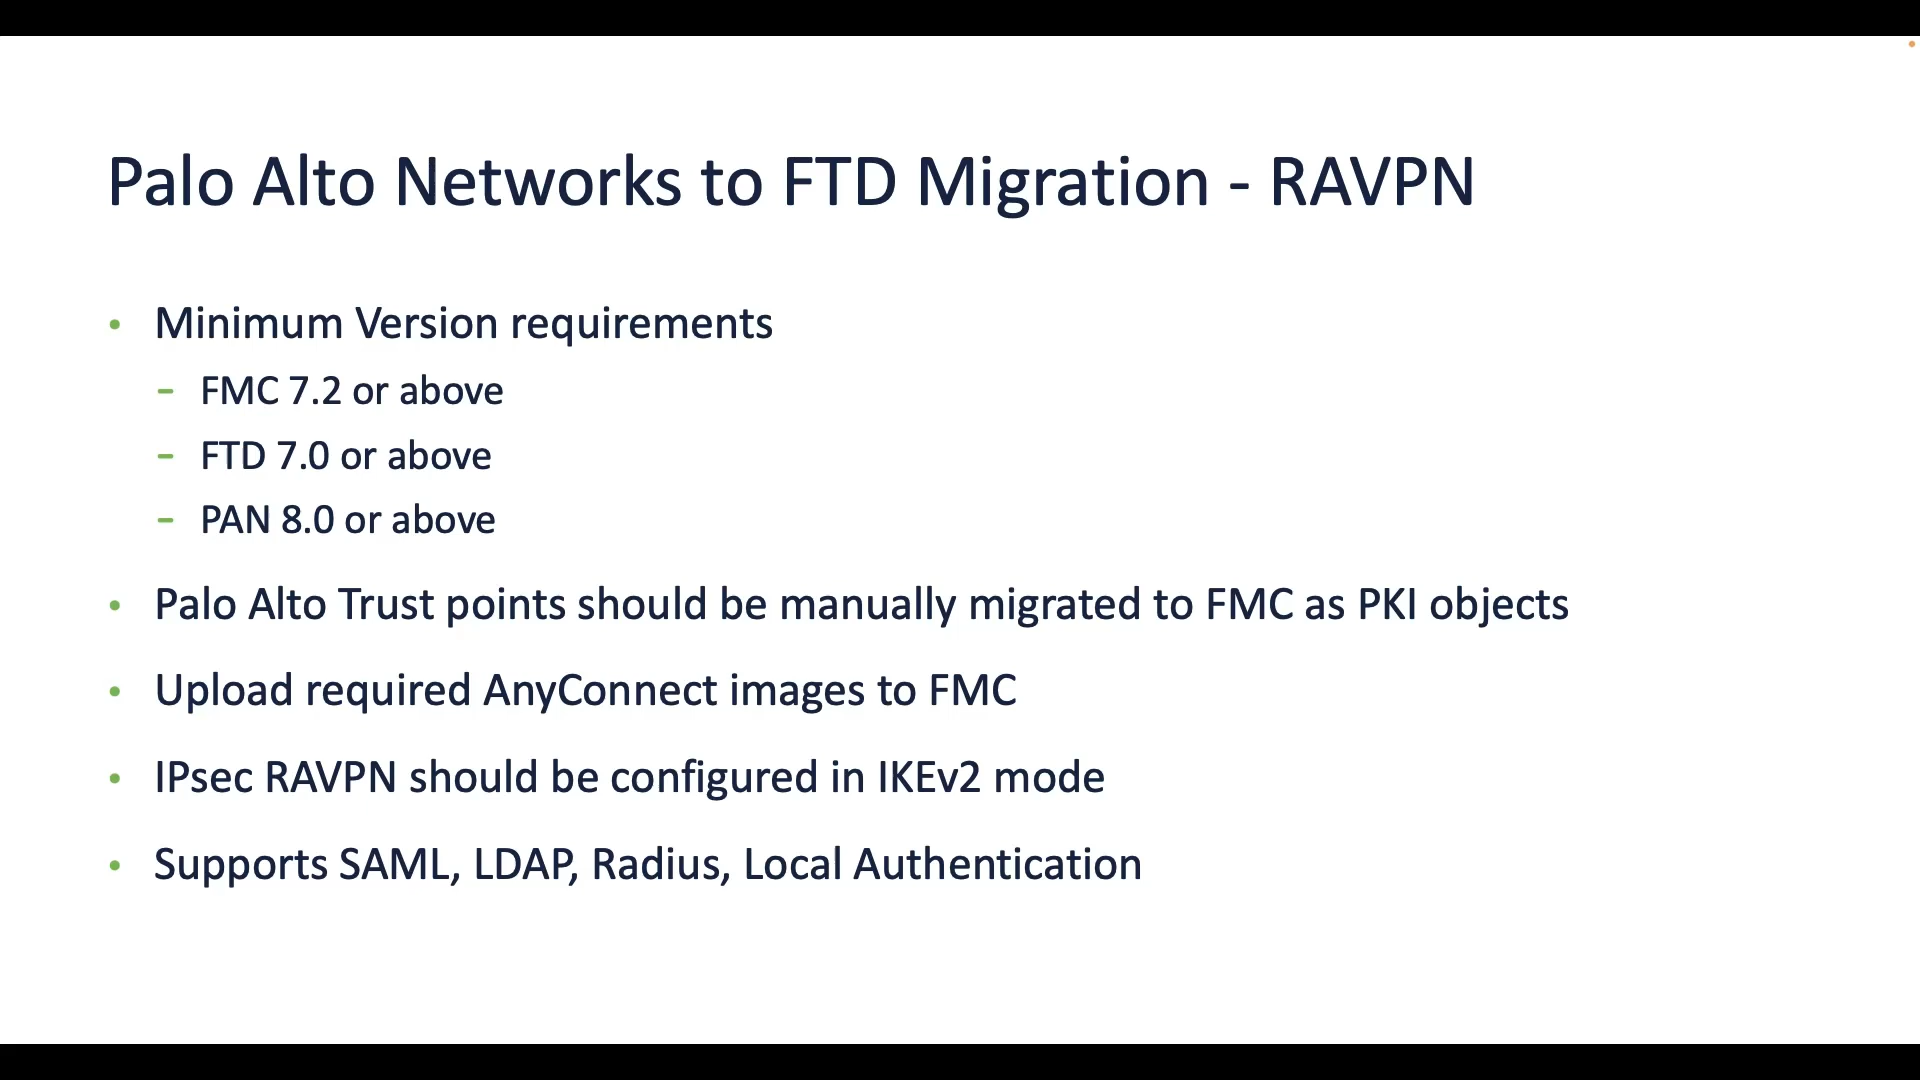 Palo Alto Networks to FTD Migration - RAVPN
• Minimum Version requirements
– FMC 7.2 or above
– FTD 7.0 or above
– PAN 8.0 or above
• Palo Alto Trust points should be manually migrated to FMC as PKI objects
• Upload required AnyConnect images to FMC
• IPsec RAVPN should be configured in IKEv2 mode
• Supports SAML, LDAP, Radius, Local Authentication